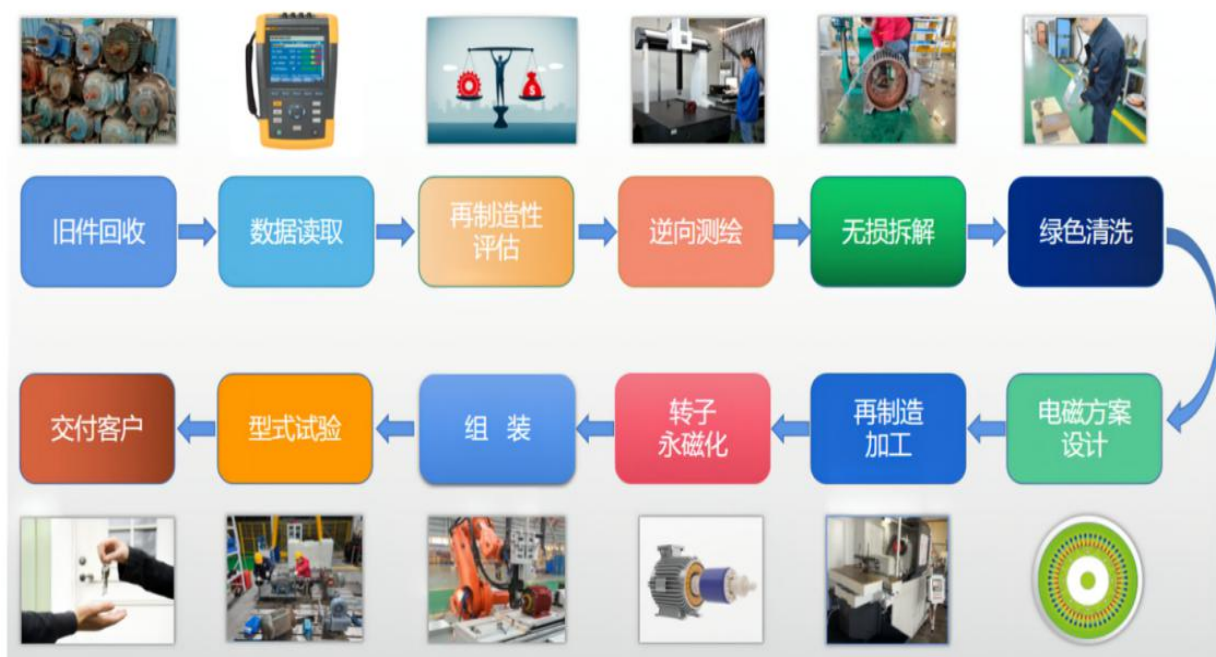 旧件回收
数据读取
再制造性
评估
逆向测绘
无损拆解
绿色清洗
电磁方案
设计
再制造
加工
转子
永磁化
组 装
型式试验
交付客户